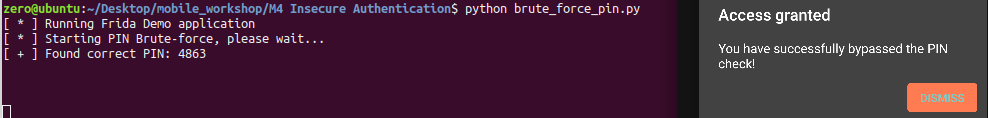 zero@ubuntu:~/Desktop/mobile_workshop/M4 Insecure Authentication$ python brute_force_pin.py
[ * ] Running Frida Demo application
[ * ] Starting PIN Brute-force, please wait...
[ + ] Found correct PIN: 4863
Access granted
You have successfully bypassed the PIN
check!
DISMISS